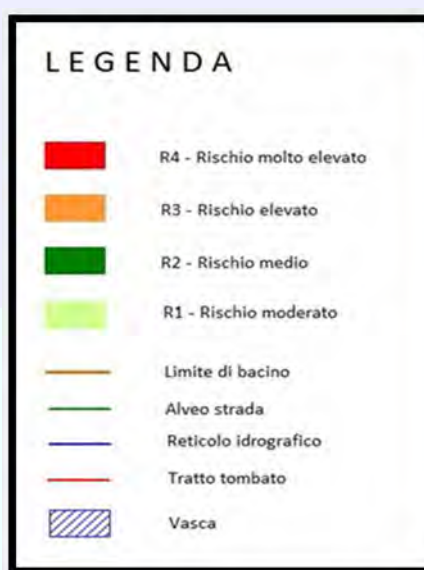 LEGENDA
R4 - Rischio molto elevato
R3 - Rischio elevato
R2 - Rischio medio
R1 - Rischio moderato
Limite di bacino
Alveo strada
Reticolo idrografico
Tratto tombato
Vasca